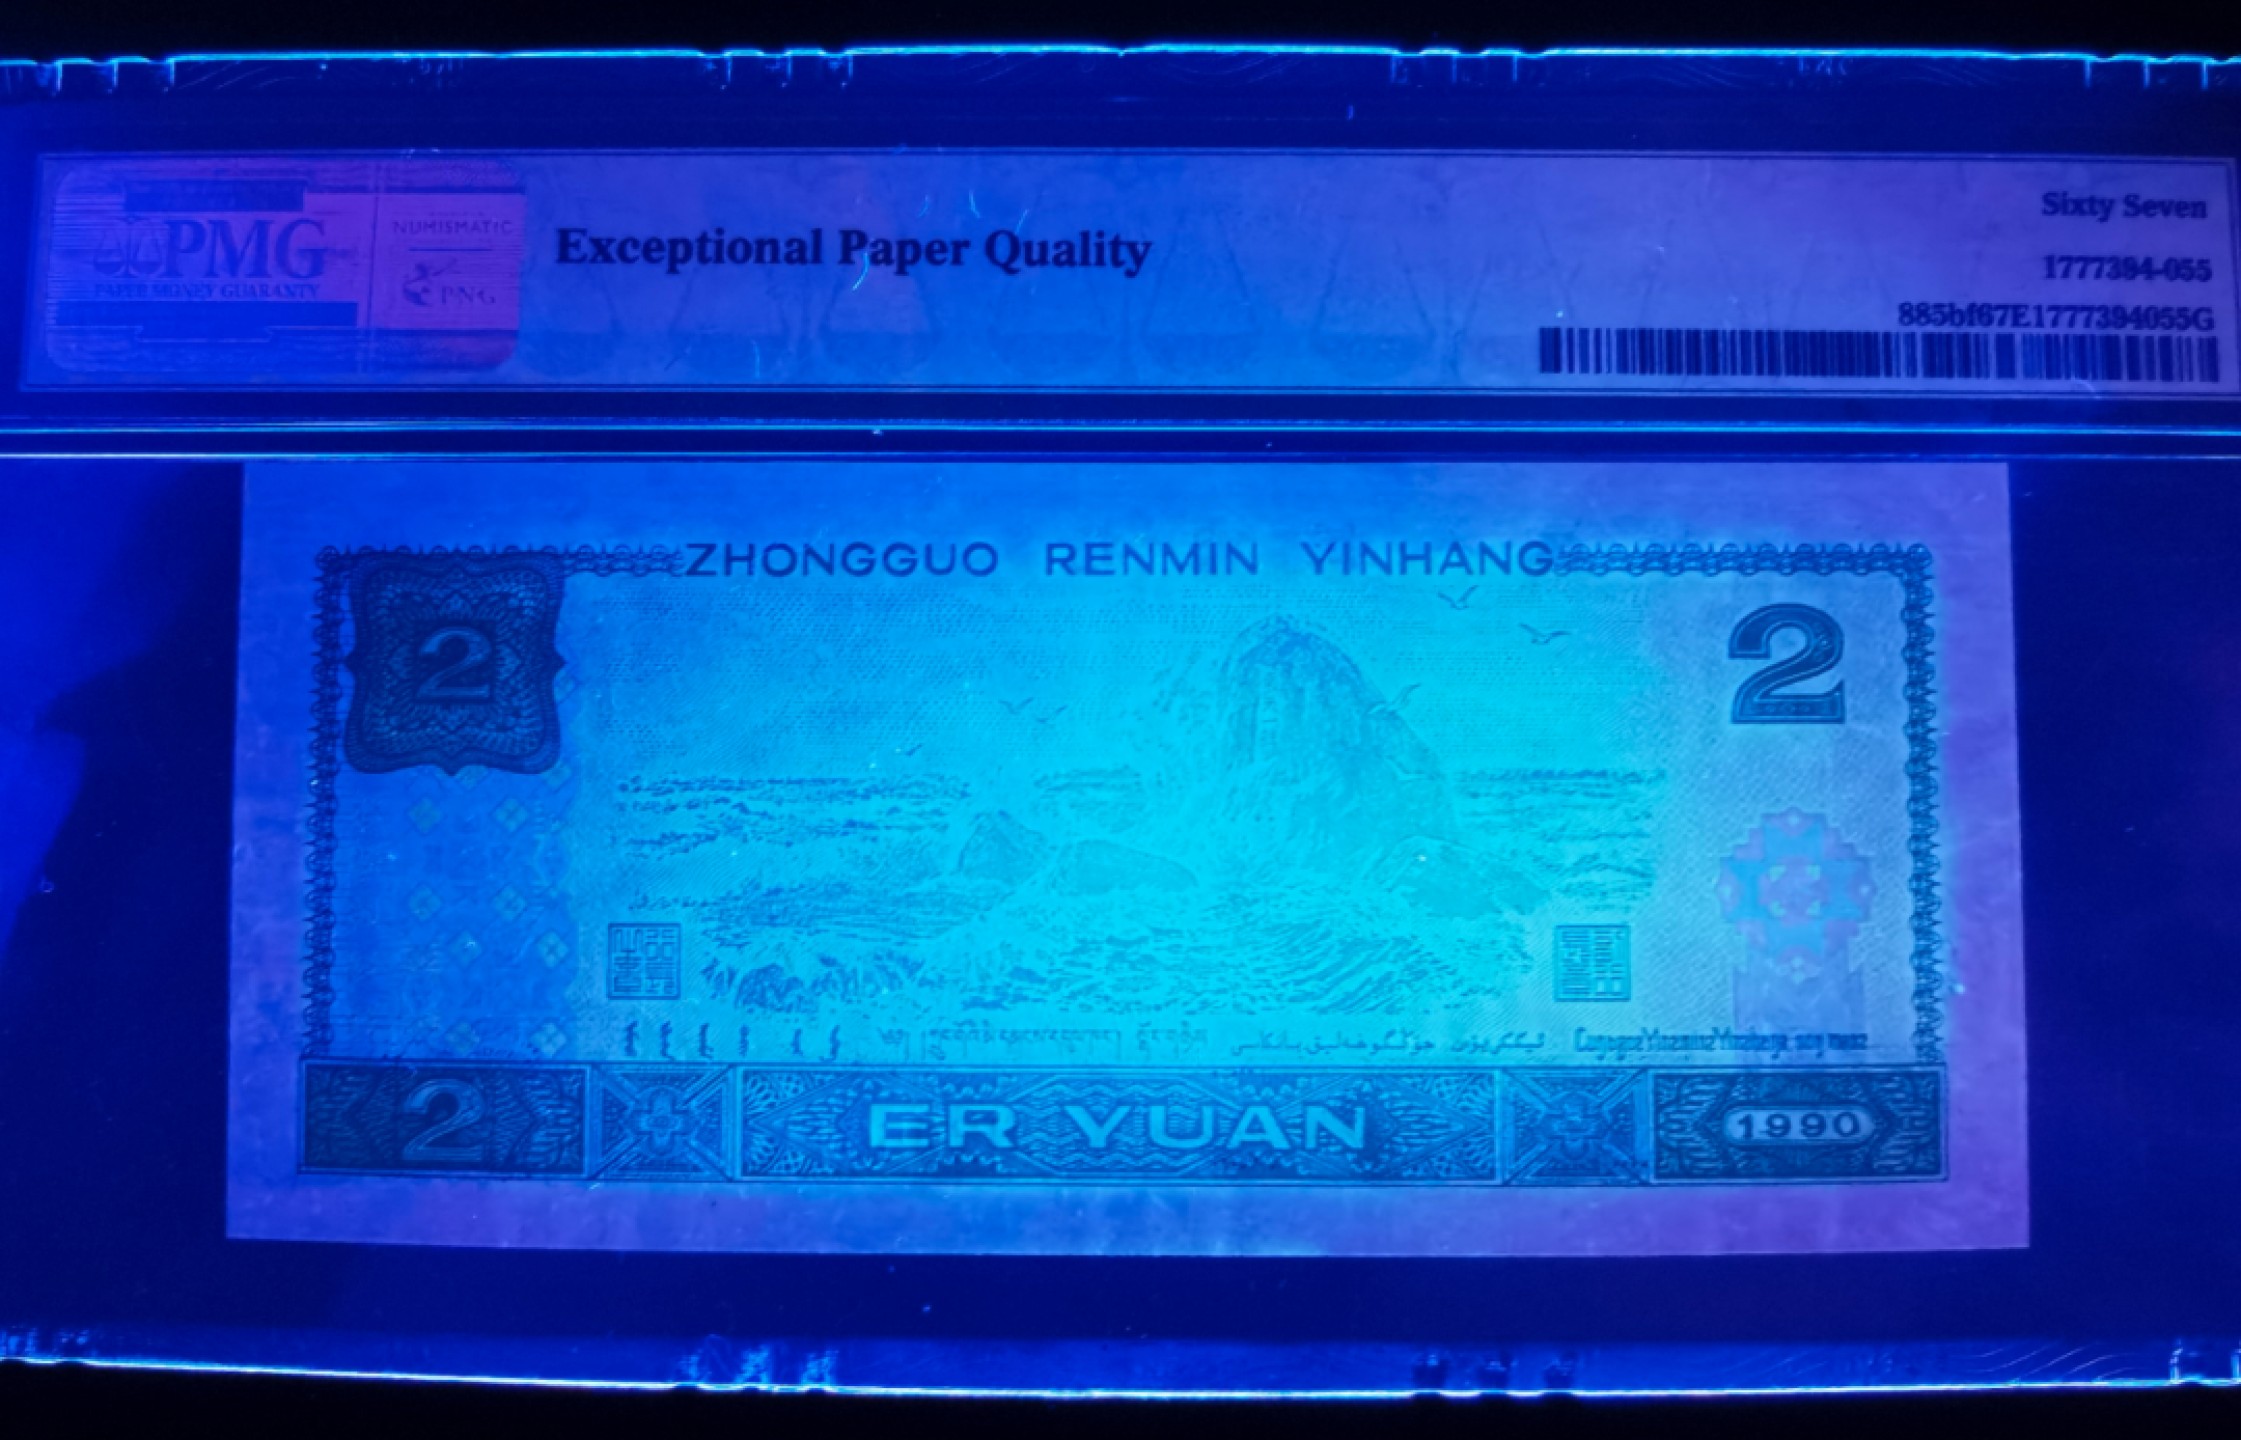 PMG
PAPER MONEY GUARANTY
NUMISMATIC
PNG
Exceptional Paper Quality
Sixty Seven
1777394-055
885bf67E1777394055G
ZHONGGUO RENMIN YINHANG
2
2
2
ER YUAN
1990